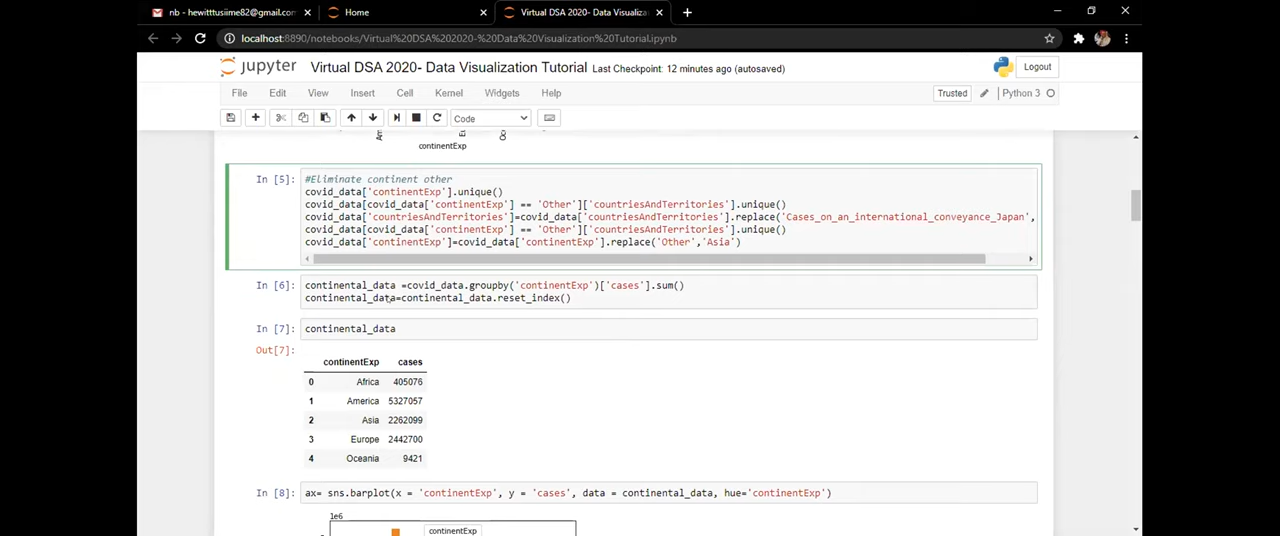 nb - hewitttusiime82@gmail.com
Home
Virtual DSA 2020- Data Visualiza
localhost:8890/notebooks/Virtual%20DSA%202020-%20Data%20Visualization%20Tutorial.ipynb
jupyter Virtual DSA 2020- Data Visualization Tutorial Last Checkpoint: 12 minutes ago (autosaved)
Logout
File Edit View Insert Cell Kernel Widgets Help
Trusted Python 3
Code
continentExp
In [5]: #Eliminate continent other
covid_data['continentExp'].unique()
covid_data[covid_data['continentExp'] == 'Other']['countriesAndTerritories'].unique()
covid_data['countriesAndTerritories']=covid_data['countriesAndTerritories'].replace('Cases_on_an_international_conveyance_Japan',
covid_data[covid_data['continentExp'] == 'Other']['countriesAndTerritories'].unique()
covid_data['continentExp']=covid_data['continentExp'].replace('Other','Asia')
In [6]: continental_data =covid_data.groupby('continentExp')['cases'].sum()
continental_data=continental_data.reset_index()
In [7]: continental_data
Out[7]:
continentExp cases
0 Africa 405076
1 America 5327057
2 Asia 2262099
3 Europe 2442700
4 Oceania 9421
In [8]: ax= sns.barplot(x = 'continentExp', y = 'cases', data = continental_data, hue='continentExp')
1e6
continentExp